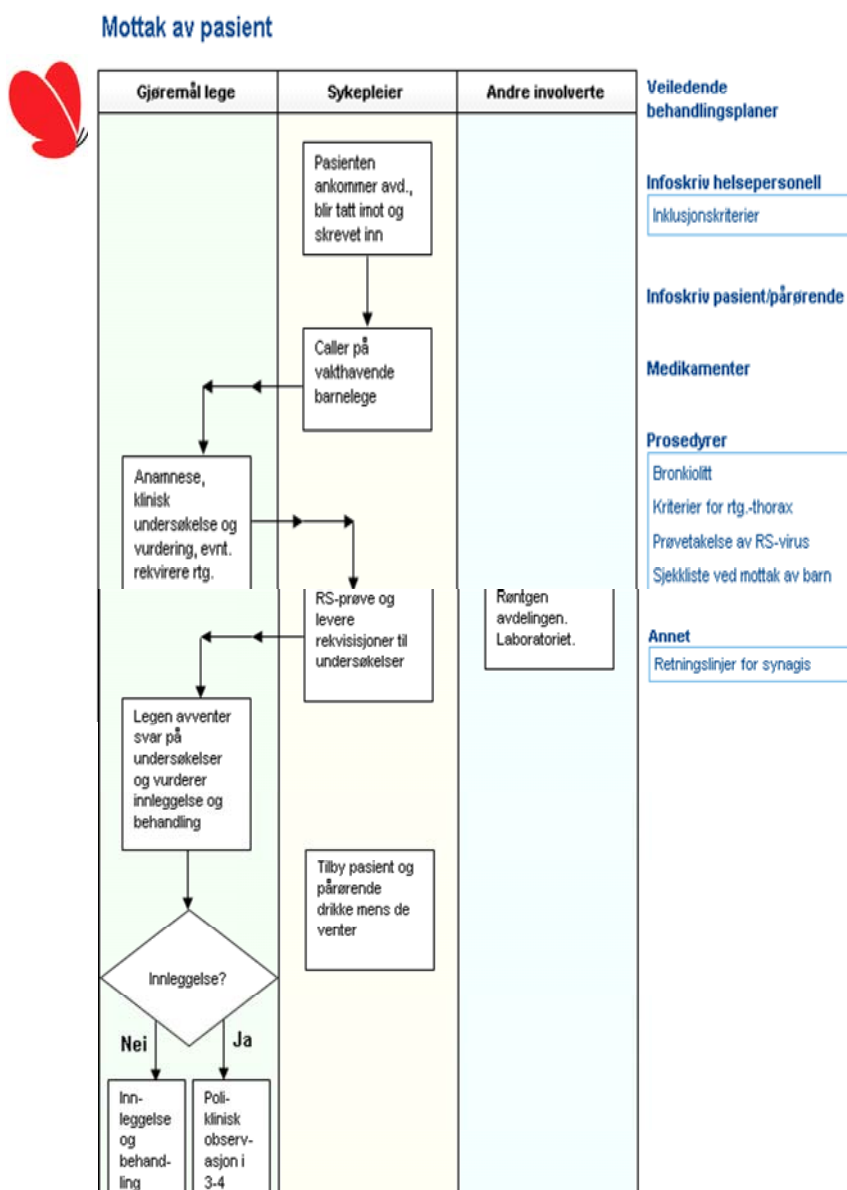 Mottak av pasient
Gjøremål lege
Sykepleier
Andre involverte
Pasienten
ankommer avd.,
blir tatt imot og
skrevet inn
Caller på
vakthavende
barnelege
Anamnese,
klinisk
undersøkelse og
vurdering, evnt.
rekvirere rtg.
RS-prøve og
levere
rekvisisjoner til
undersøkelser
Røntgen
avdelingen.
Laboratoriet.
Legen avventer
svar på
undersøkelser
og vurderer
innleggelse og
behandling
Tilby pasient og
pårørende
drikke mens de
venter
Innleggelse?
Nei
Ja
Inn-
leggelse
og
behand-
ling
Poli-
klinisk
observ-
asjon i
3-4
Veiledende
behandlingsplaner
Infoskriv helsepersonell
Inklusjonskriterier
Infoskriv pasient/pårørende
Medikamenter
Prosedyrer
Bronkiolitt
Kriterier for rtg.-thorax
Prøvetakelse av RS-virus
Sjekkliste ved mottak av barn
Annet
Retningslinjer for synagis